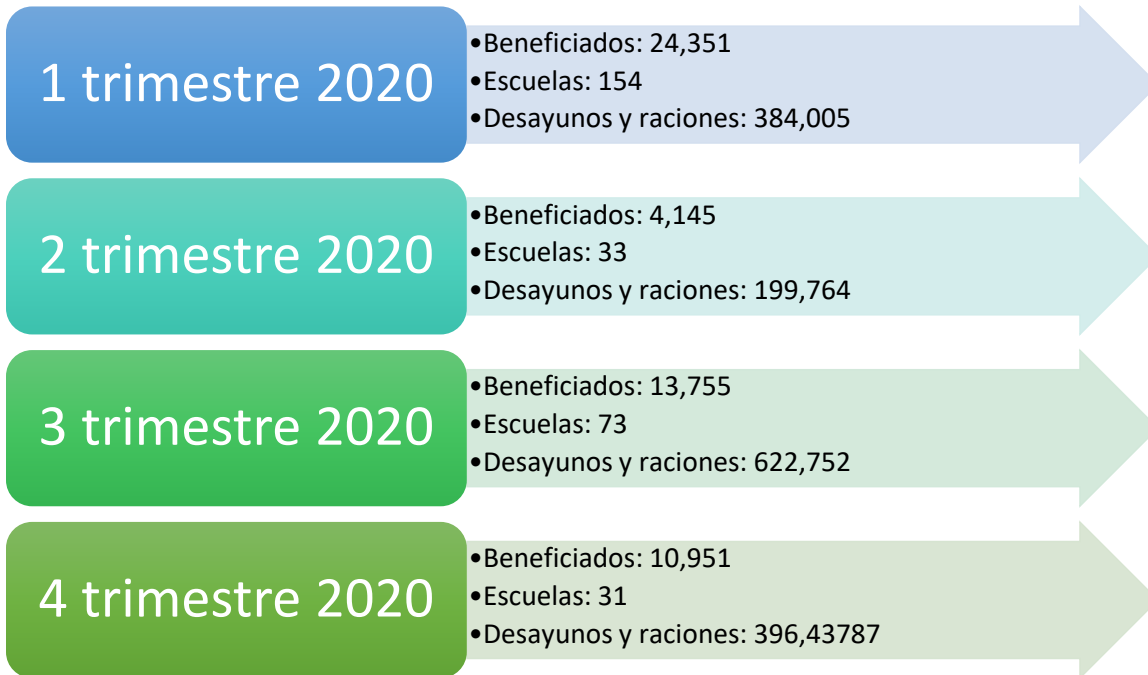 1 trimestre 2020
•Beneficiados: 24,351
•Escuelas: 154
•Desayunos y raciones: 384,005
2 trimestre 2020
•Beneficiados: 4,145
•Escuelas: 33
•Desayunos y raciones: 199,764
3 trimestre 2020
•Beneficiados: 13,755
•Escuelas: 73
•Desayunos y raciones: 622,752
4 trimestre 2020
•Beneficiados: 10,951
•Escuelas: 31
•Desayunos y raciones: 396,43787